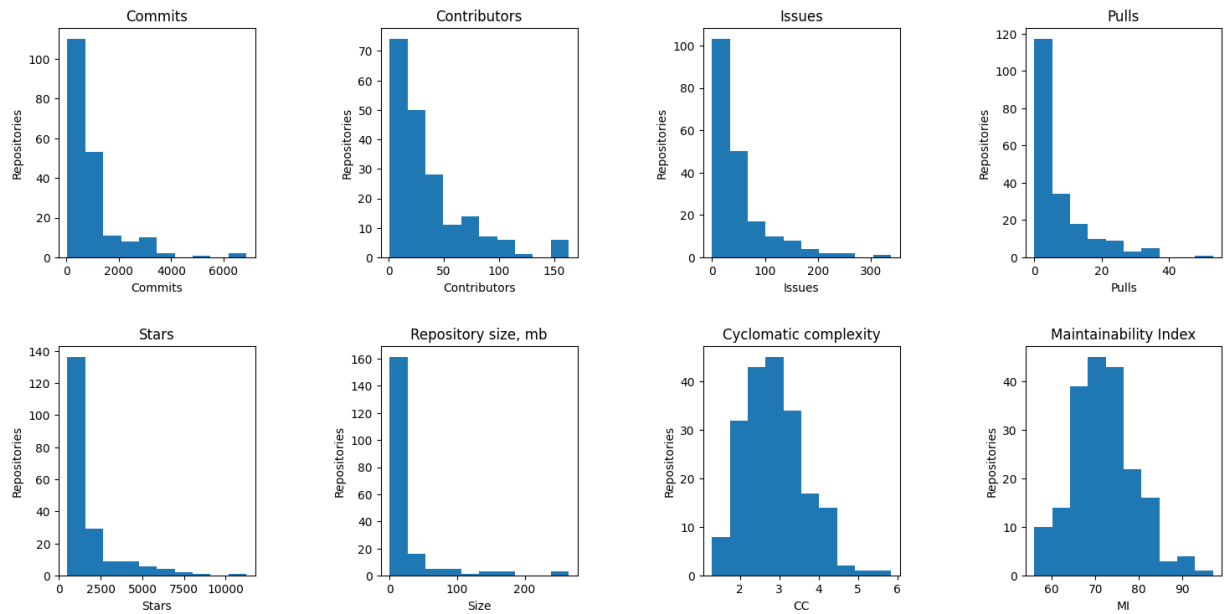 Commits
Repositories
100
80
60
40
20
0
0 2000 4000 6000
Commits
Contributors
Repositories
70
60
50
40
30
20
10
0
0 50 100 150
Contributors
Issues
Repositories
100
80
60
40
20
0
0 100 200 300
Issues
Pulls
Repositories
120
100
80
60
40
20
0
0 20 40
Pulls
Stars
Repositories
140
120
100
80
60
40
20
0
0 2500 5000 7500 10000
Stars
Repository size, mb
Repositories
160
140
120
100
80
60
40
20
0
0 100 200
Size
Cyclomatic complexity
Repositories
40
30
20
10
0
2 3 4 5 6
CC
Maintainability Index
Repositories
40
30
20
10
0
60 70 80 90
MI